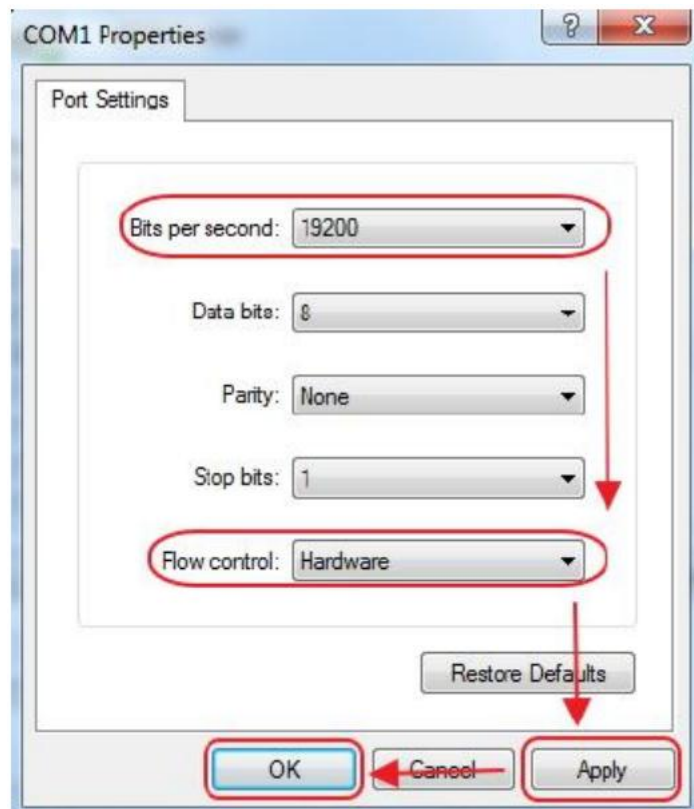 COM1 Properties
Port Settings
Bits per second: 19200
Data bits: 8
Parity: None
Stop bits: 1
Flow control: Hardware
Restore Defaults
OK Cancel Apply